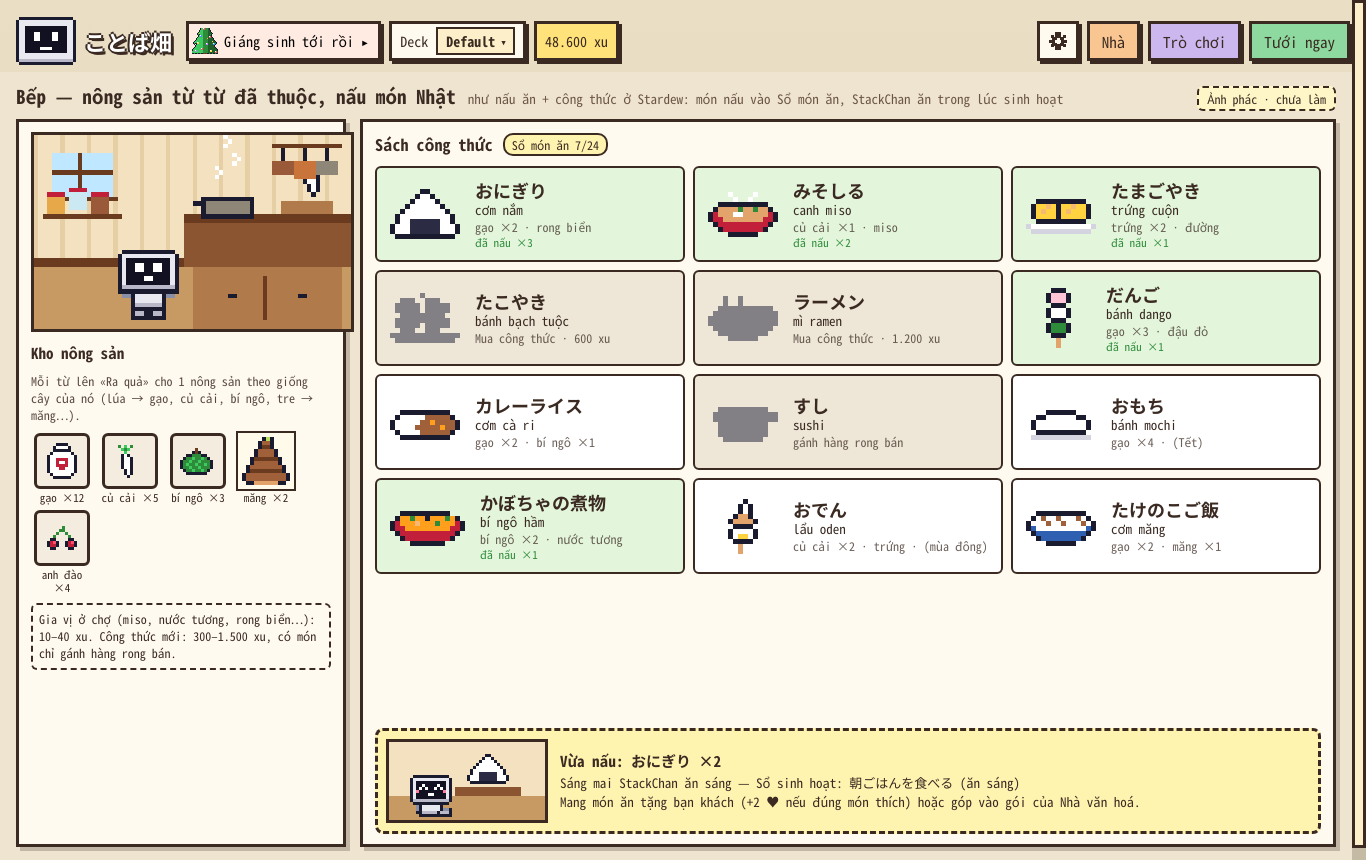 ことば畑
Giáng sinh tới rồi ▸
Deck Default ▾
48.600 xu
Nhà
Trò chơi
Tưới ngay
Bếp — nông sản từ từ đã thuộc, nấu món Nhật
như nấu ăn + công thức ở Stardew: món nấu vào Sổ món ăn, StackChan ăn trong lúc sinh hoạt
Ảnh phác · chưa làm
Kho nông sản
Mỗi từ lên «Ra quả» cho 1 nông sản theo giống
cây của nó (lúa → gạo, củ cải, bí ngô, tre →
măng…).
gạo ×12
củ cải ×5
bí ngô ×3
măng ×2
anh đào
×4
Gia vị ở chợ (miso, nước tương, rong biển…):
10–40 xu. Công thức mới: 300–1.500 xu, có món
chỉ gánh hàng rong bán.
Sách công thức
Sổ món ăn 7/24
おにぎり
cơm nắm
gạo ×2 · rong biển
đã nấu ×3
みそしる
canh miso
củ cải ×1 · miso
đã nấu ×2
たまごやき
trứng cuộn
trứng ×2 · đường
đã nấu ×1
たこやき
bánh bạch tuộc
Mua công thức · 600 xu
ラーメン
mì ramen
Mua công thức · 1.200 xu
だんご
bánh dango
gạo ×3 · đậu đỏ
đã nấu ×1
カレーライス
cơm cà ri
gạo ×2 · bí ngô ×1
すし
sushi
gánh hàng rong bán
おもち
bánh mochi
gạo ×4 · (Tết)
かぼちゃの煮物
bí ngô hầm
bí ngô ×2 · nước tương
đã nấu ×1
おでん
lẩu oden
củ cải ×2 · trứng · (mùa đông)
たけのこご飯
cơm măng
gạo ×2 · măng ×1
Vừa nấu: おにぎり ×2
Sáng mai StackChan ăn sáng — Sổ sinh hoạt: 朝ごはんを食べる (ăn sáng)
Mang món ăn tặng bạn khách (+2 ♥ nếu đúng món thích) hoặc góp vào gói của Nhà văn hoá.